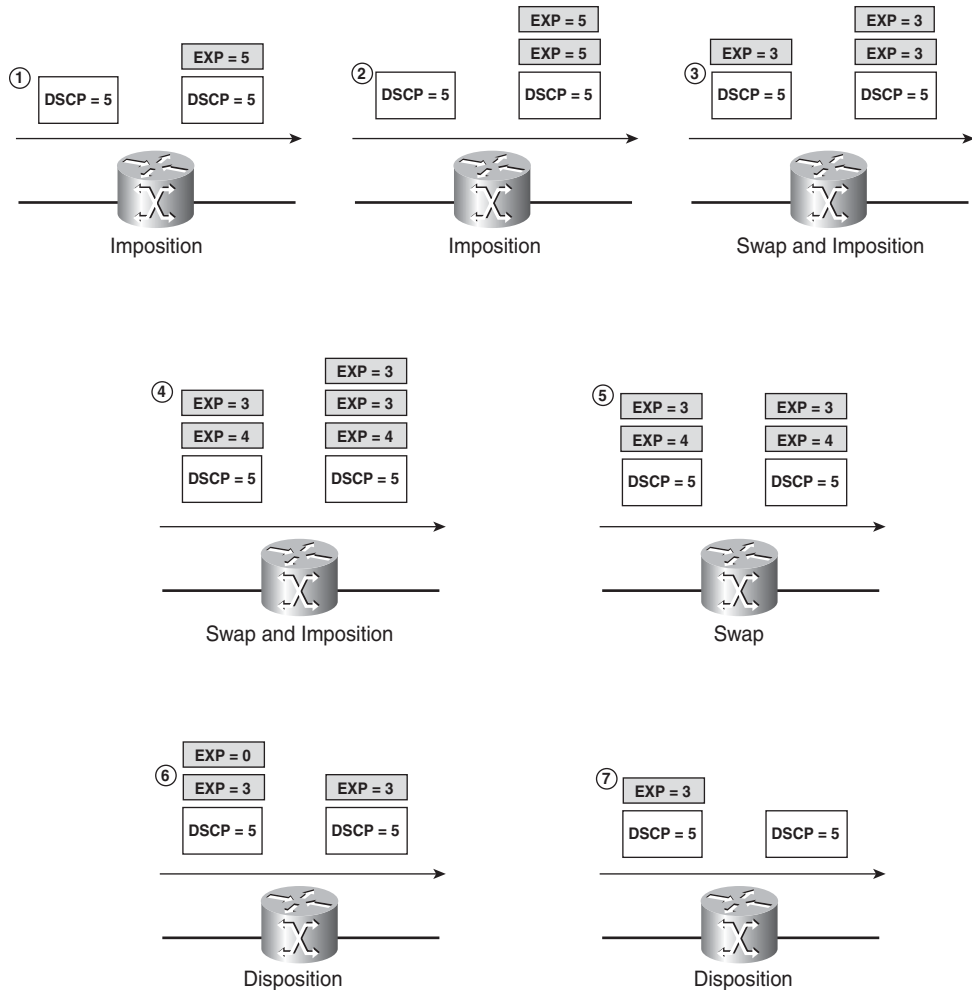 1
DSCP = 5
EXP = 5
DSCP = 5
Imposition
2
DSCP = 5
EXP = 5
EXP = 5
DSCP = 5
Imposition
3
EXP = 3
DSCP = 5
EXP = 3
EXP = 3
DSCP = 5
Swap and Imposition
4
EXP = 3
EXP = 4
DSCP = 5
EXP = 3
EXP = 3
EXP = 4
DSCP = 5
Swap and Imposition
5
EXP = 3
EXP = 4
DSCP = 5
EXP = 3
EXP = 4
DSCP = 5
Swap
6
EXP = 0
EXP = 3
DSCP = 5
EXP = 3
DSCP = 5
Disposition
7
EXP = 3
DSCP = 5
DSCP = 5
Disposition